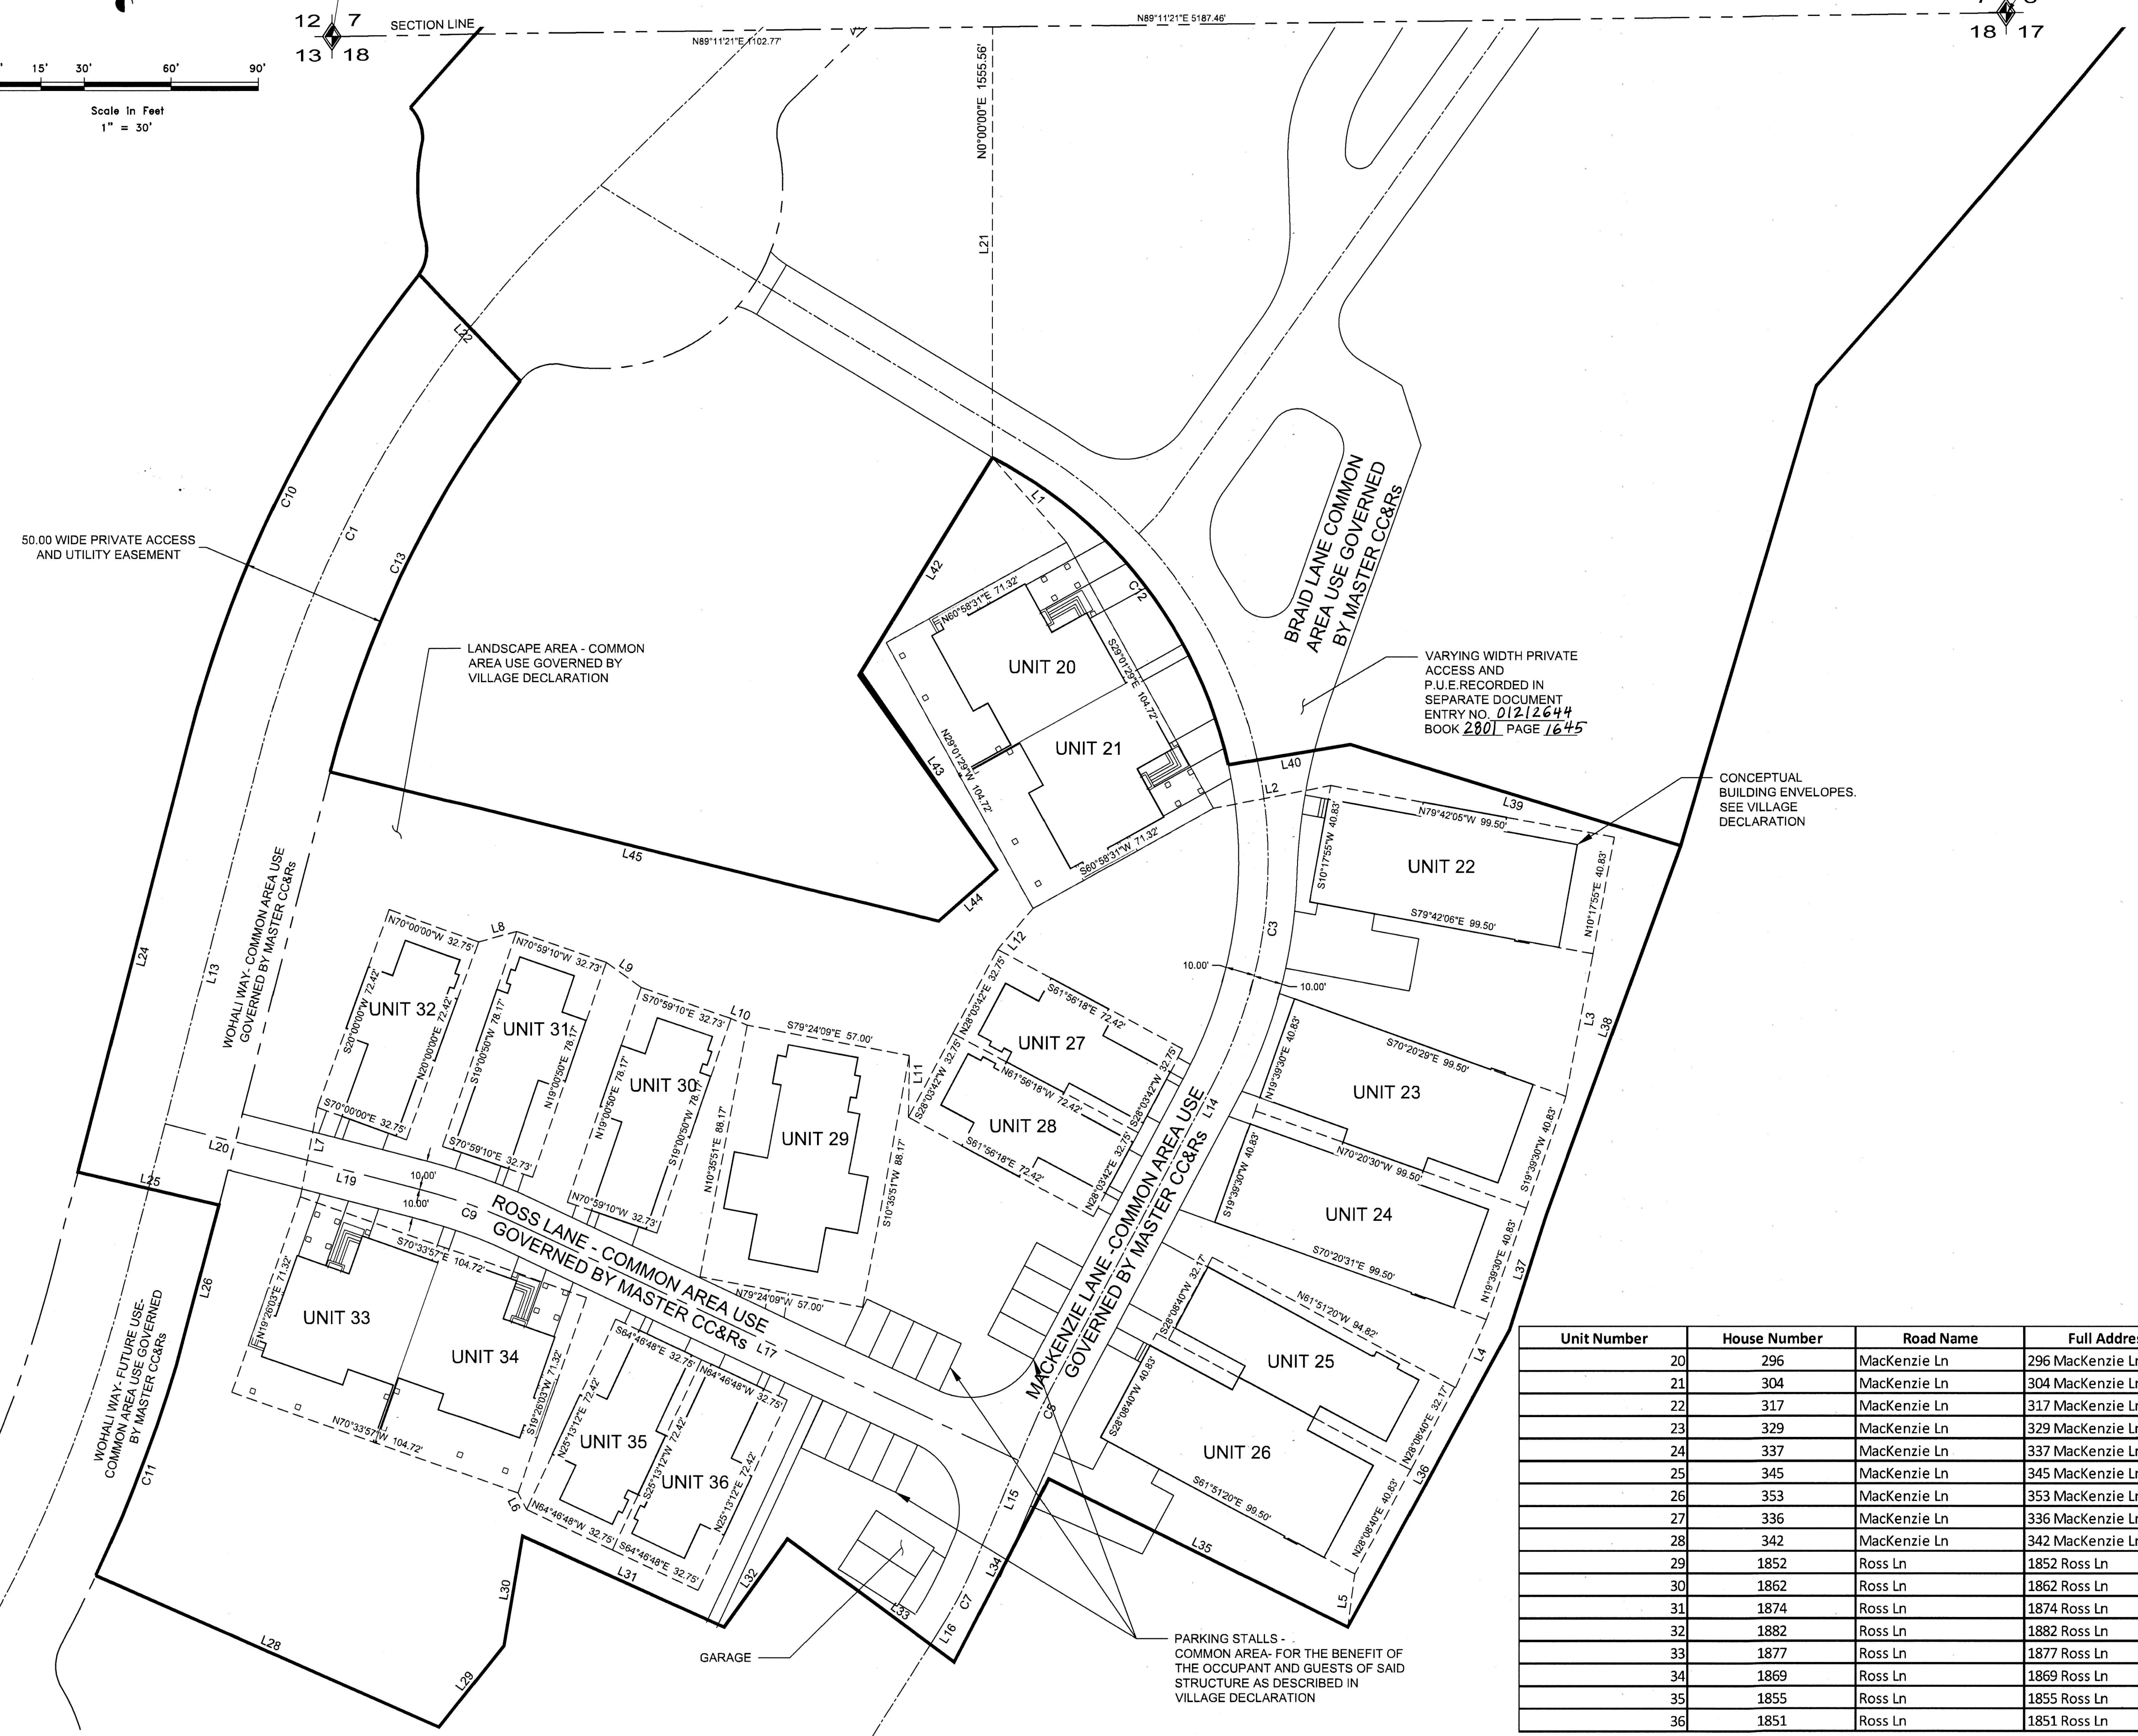 12 7
13 18
SECTION LINE
N89°11'21"E 1102.77'
N89°11'21"E 5187.46'
18 17
15' 30' 60' 90'
Scale in Feet
1" = 30'
N0°00'00"E 1555.56'
L21
L22
C10
C1
C13
50.00 WIDE PRIVATE ACCESS
AND UTILITY EASEMENT
LANDSCAPE AREA - COMMON
AREA USE GOVERNED BY
VILLAGE DECLARATION
L1
L42
C12
N60°58'31"E 71.32'
UNIT 20
S29°01'29"E 104.72'
N29°01'29"W 104.72'
UNIT 21
S60°58'31"W 71.32'
L43
L44
L45
BRAID LANE COMMON
AREA USE GOVERNED
BY MASTER CC&Rs
VARYING WIDTH PRIVATE
ACCESS AND
P.U.E.RECORDED IN
SEPARATE DOCUMENT
ENTRY NO. 01212644
BOOK 2801 PAGE 1645
L40
L2
L39
CONCEPTUAL
BUILDING ENVELOPES.
SEE VILLAGE
DECLARATION
N79°42'05"W 99.50'
S10°17'55"W 40.83'
UNIT 22
N10°17'55"E 40.83'
S79°42'06"E 99.50'
C3
10.00'
10.00'
L3
L38
L24
L13
WOHALI WAY- COMMON AREA USE
GOVERNED BY MASTER CC&Rs
N70°00'00"W 32.75'
L8
S20°00'00"W 72.42'
UNIT 32
N20°00'00"E 72.42'
S70°00'00"E 32.75'
N70°59'10"W 32.73'
L9
S19°00'50"W 78.17'
UNIT 31
N19°00'50"E 78.17'
S70°59'10"E 32.73'
S70°59'10"E 32.73'
L10
N19°00'50"E 78.17'
UNIT 30
S19°00'50"W 78.17'
N70°59'10"W 32.73'
S79°24'09"E 57.00'
N10°35'51"E 88.17'
UNIT 29
S10°35'51"W 88.17'
N79°24'09"W 57.00'
L11
L12
N28°03'42"E 32.75'
S61°56'18"E 72.42'
UNIT 27
S28°03'42"W 32.75'
N61°56'18"W 72.42'
S28°03'42"W 32.75'
UNIT 28
S61°56'18"E 72.42'
N28°03'42"E 32.75'
L14
N19°39'30"E 40.83'
S70°20'29"E 99.50'
UNIT 23
S19°39'30"W 40.83'
N70°20'30"W 99.50'
S19°39'30"W 40.83'
UNIT 24
N19°39'30"E 40.83'
S70°20'31"E 99.50'
L37
L20
L7
L25
L19
10.00'
10.00'
C9
ROSS LANE - COMMON AREA USE
GOVERNED BY MASTER CC&Rs
L17
MACKENZIE LANE -COMMON AREA USE
GOVERNED BY MASTER CC&Rs
L26
S70°33'57"E 104.72'
N19°26'03"E 71.32'
UNIT 33
UNIT 34
S19°26'03"W 71.32'
N70°33'57"W 104.72'
L6
WOHALI WAY- FUTURE USE-
COMMON AREA USE GOVERNED
BY MASTER CC&Rs
C11
S64°46'48"E 32.75'
N25°13'12"E 72.42'
UNIT 35
S25°13'12"W 72.42'
N64°46'48"W 32.75'
N64°46'48"W 32.75'
UNIT 36
N25°13'12"E 72.42'
S64°46'48"E 32.75'
S28°08'40"W 32.17'
N61°51'20"W 94.82'
UNIT 25
N28°08'40"E 32.17'
L4
S28°08'40"W 40.83'
UNIT 26
S61°51'20"E 99.50'
N28°08'40"E 40.83'
L36
L5
L35
L15
L34
C7
L16
L33
L32
L31
L30
L29
L28
GARAGE
PARKING STALLS -
COMMON AREA- FOR THE BENEFIT OF
THE OCCUPANT AND GUESTS OF SAID
STRUCTURE AS DESCRIBED IN
VILLAGE DECLARATION
Unit Number House Number Road Name
20 296 MacKenzie Ln 296 MacKenzie Ln
21 304 MacKenzie Ln 304 MacKenzie Ln
22 317 MacKenzie Ln 317 MacKenzie Ln
23 329 MacKenzie Ln 329 MacKenzie Ln
24 337 MacKenzie Ln 337 MacKenzie Ln
25 345 MacKenzie Ln 345 MacKenzie Ln
26 353 MacKenzie Ln 353 MacKenzie Ln
27 336 MacKenzie Ln 336 MacKenzie Ln
28 342 MacKenzie Ln 342 MacKenzie Ln
29 1852 Ross Ln 1852 Ross Ln
30 1862 Ross Ln 1862 Ross Ln
31 1874 Ross Ln 1874 Ross Ln
32 1882 Ross Ln 1882 Ross Ln
33 1877 Ross Ln 1877 Ross Ln
34 1869 Ross Ln 1869 Ross Ln
35 1855 Ross Ln 1855 Ross Ln
36 1851 Ross Ln 1851 Ross Ln